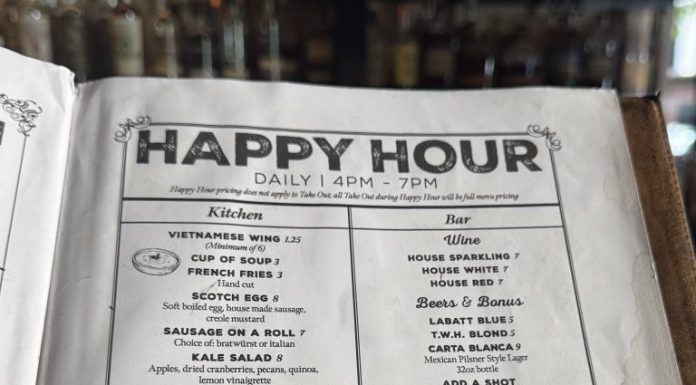 HAPPY HOUR
DAILY | 4PM - 7PM
Happy Hour pricing does not apply to Take Out; all Take Out during Happy Hour will be full menu pricing
Kitchen
VIETNAMESE WING 1.25
(Minimum of 6)
CUP OF SOUP 3
FRENCH FRIES 3
Hand cut
SCOTCH EGG 8
Soft boiled egg, house made sausage,
creole mustard
SAUSAGE ON A ROLL 7
Choice of: bratwürst or italian
KALE SALAD 8
Apples, dried cranberries, pecans, quinoa,
lemon vinaigrette
Bar
Wine
HOUSE SPARKLING 7
HOUSE WHITE 7
HOUSE RED 7
Beers & Bonus
LABATT BLUE 5
T.W.H. BLOND 5
CARTA BLANCA 9
Mexican Pilsner Style Lager
32oz bottle
ADD A SHOT